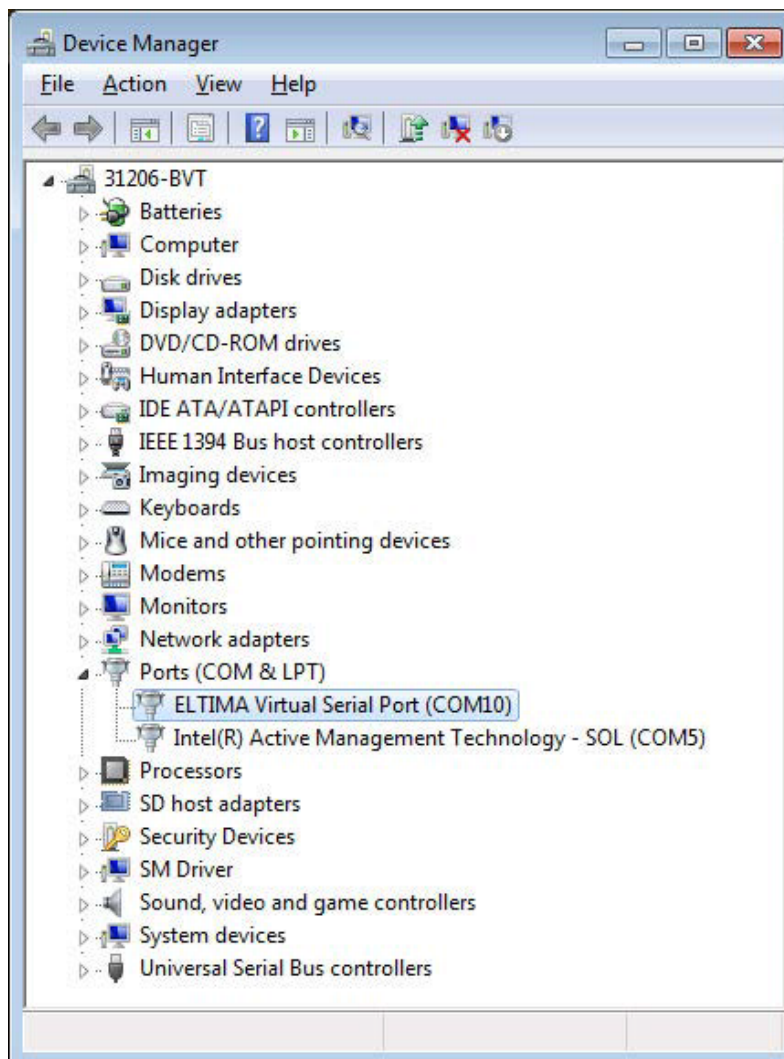 Device Manager
File Action View Help
31206-BVT
Batteries
Computer
Disk drives
Display adapters
DVD/CD-ROM drives
Human Interface Devices
IDE ATA/ATAPI controllers
IEEE 1394 Bus host controllers
Imaging devices
Keyboards
Mice and other pointing devices
Modems
Monitors
Network adapters
Ports (COM & LPT)
ELTIMA Virtual Serial Port (COM10)
Intel(R) Active Management Technology - SOL (COM5)
Processors
SD host adapters
Security Devices
SM Driver
Sound, video and game controllers
System devices
Universal Serial Bus controllers